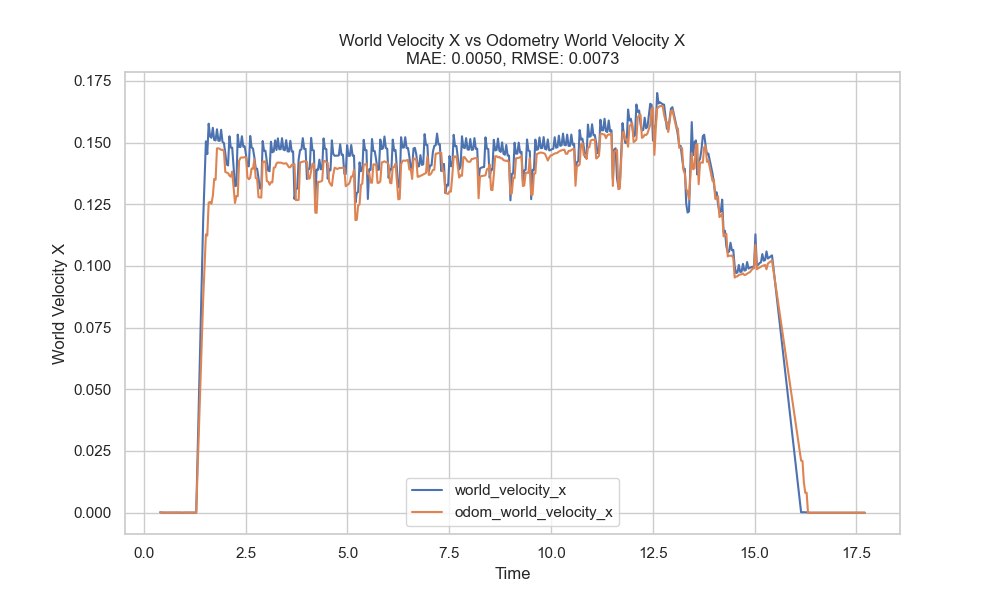 World Velocity X vs Odometry World Velocity X
MAE: 0.0050, RMSE: 0.0073
World Velocity X
0.175
0.150
0.125
0.100
0.075
0.050
0.025
0.000
world_velocity_x
odom_world_velocity_x
0.0 2.5 5.0 7.5 10.0 12.5 15.0 17.5
Time